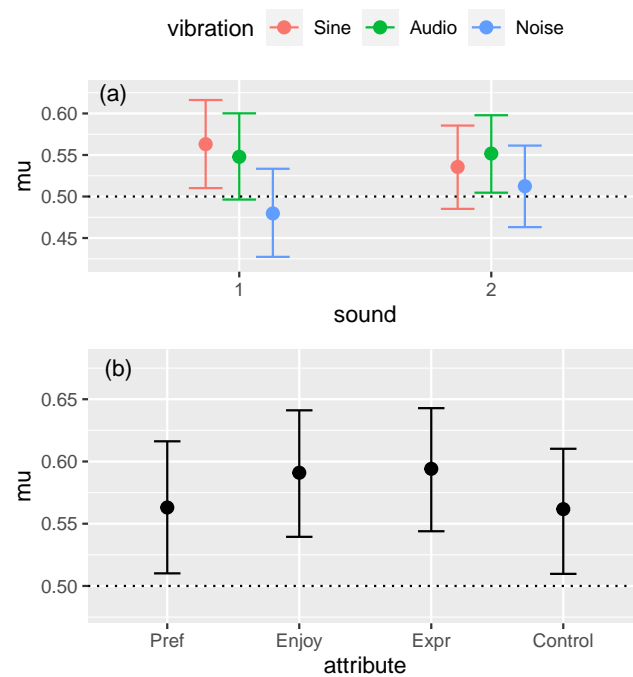 vibration Sine Audio Noise
(a)
0.60
0.55
0.50
0.45
mu
1 2
sound
(b)
0.65
0.60
0.55
0.50
mu
Pref Enjoy Expr Control
attribute